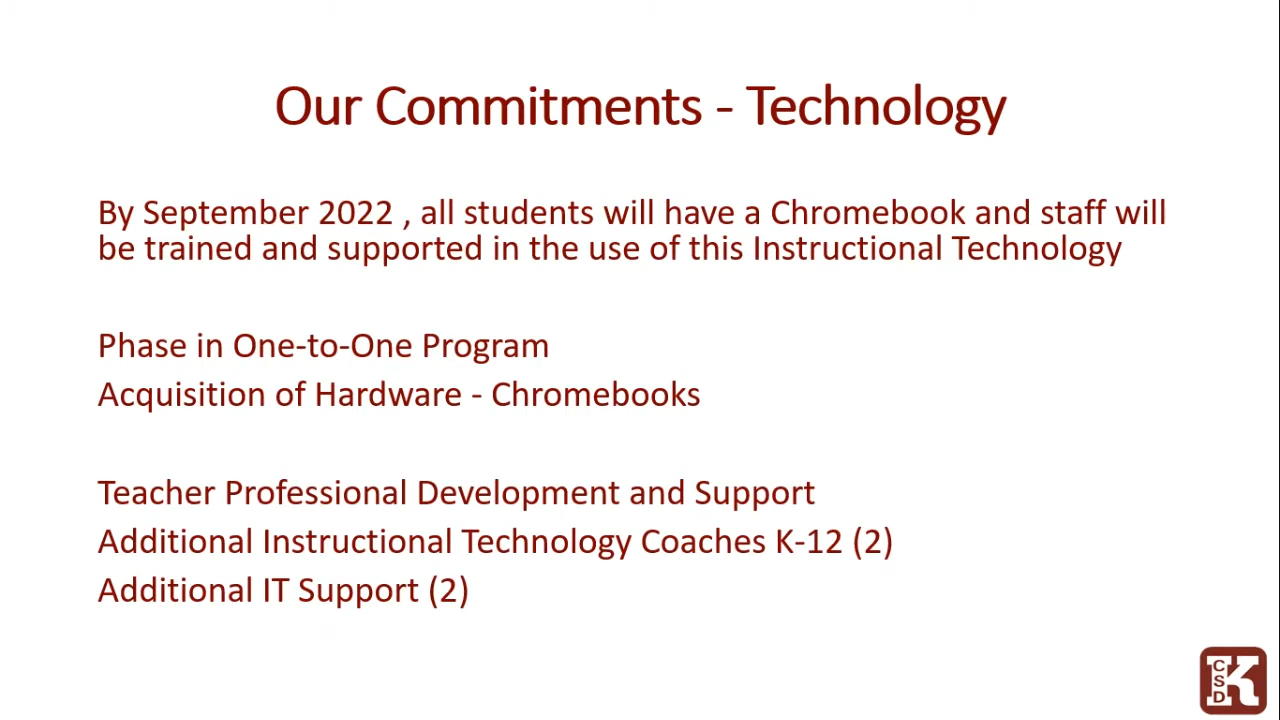 Our Commitments - Technology
By September 2022 , all students will have a Chromebook and staff will
be trained and supported in the use of this Instructional Technology
Phase in One-to-One Program
Acquisition of Hardware - Chromebooks
Teacher Professional Development and Support
Additional Instructional Technology Coaches K-12 (2)
Additional IT Support (2)
K
CSD